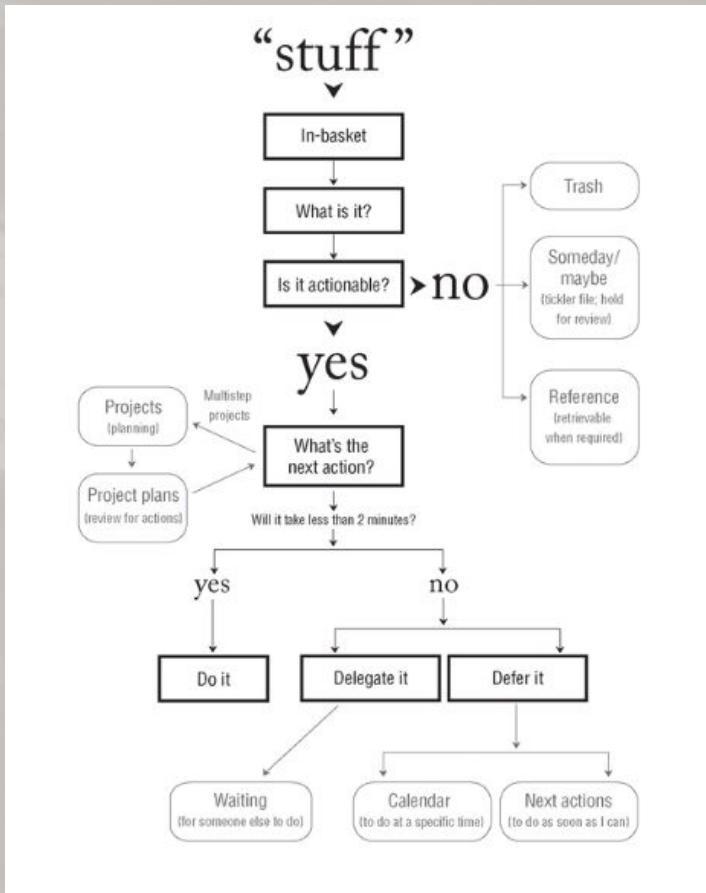 “stuff”
In-basket
What is it?
Is it actionable?
no
Trash
Someday/
maybe
(tickler file; hold
for review)
Reference
(retrievable
when required)
yes
Multistep
projects
Projects
(planning)
Project plans
(review for actions)
What's the
next action?
Will it take less than 2 minutes?
yes
no
Do it
Delegate it
Defer it
Waiting
(for someone else to do)
Calendar
(to do at a specific time)
Next actions
(to do as soon as I can)